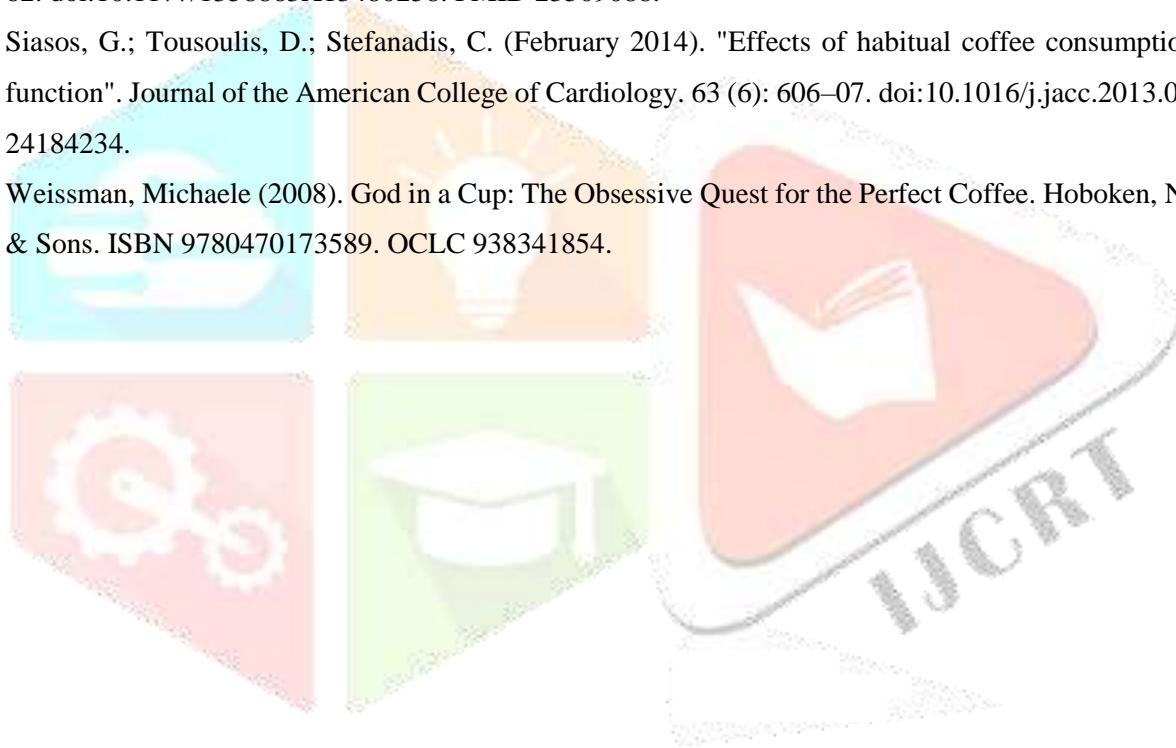 Siasos, G.; Tousoulis, D.; Stefanadis, C. (February 2014). "Effects of habitual coffee consumptio
function". Journal of the American College of Cardiology. 63 (6): 606–07. doi:10.1016/j.jacc.2013.0
24184234.
Weissman, Michaele (2008). God in a Cup: The Obsessive Quest for the Perfect Coffee. Hoboken, N
& Sons. ISBN 9780470173589. OCLC 938341854.
IJCRT